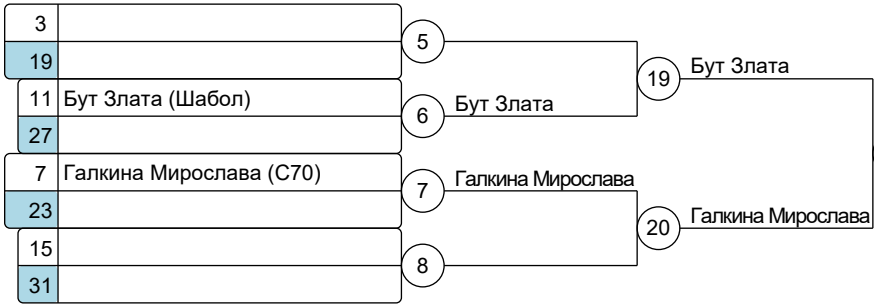 3
5
19
19 Бут Злата
11 Бут Злата (Шабол)
6 Бут Злата
27
7 Галкина Мирослава (С70)
7 Галкина Мирослава
23
20 Галкина Мирослава
15
8
31